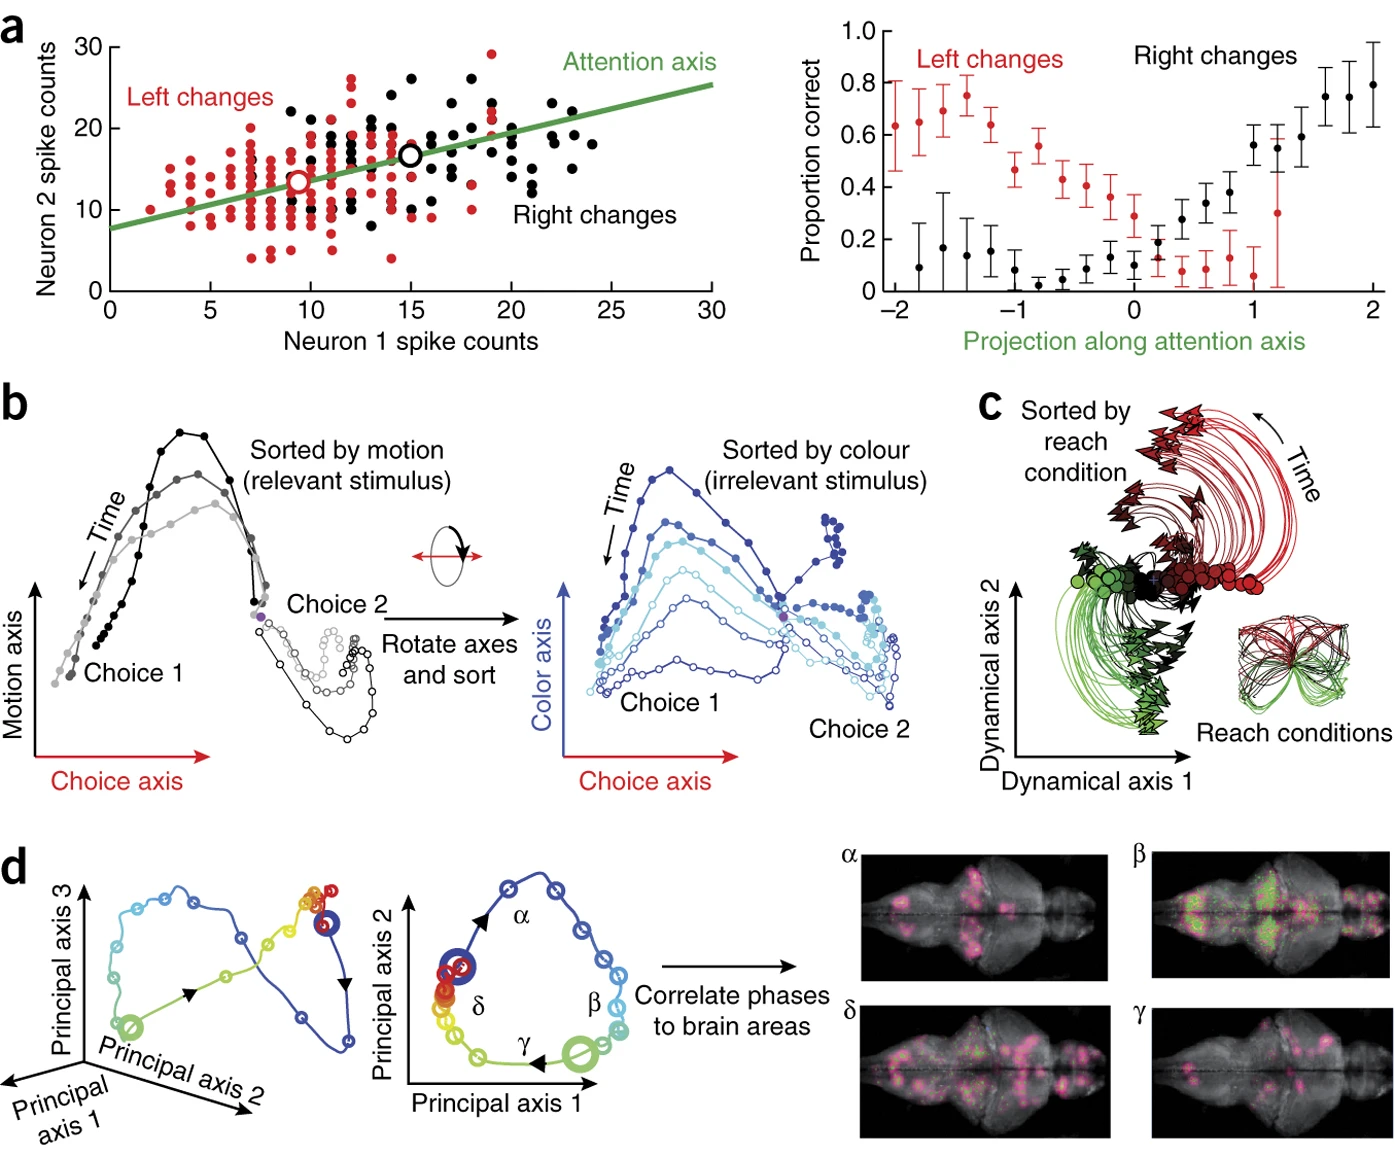 a
Neuron 2 spike counts
30
20
10
0
Left changes
Attention axis
Right changes
0 5 10 15 20 25 30
Neuron 1 spike counts
Proportion correct
1.0
0.8
0.6
0.4
0.2
0
Left changes
Right changes
−2 −1 0 1 2
Projection along attention axis
b
Motion axis
Time
Sorted by motion
(relevant stimulus)
Choice 1
Choice 2
Choice axis
Rotate axes
and sort
Color axis
Time
Sorted by colour
(irrelevant stimulus)
Choice 1
Choice 2
Choice axis
c
Sorted by
reach
condition
Time
Dynamical axis 2
Dynamical axis 1
Reach conditions
d
Principal axis 3
Principal axis 2
Principal
axis 1
Principal axis 2
α
β
γ
δ
Principal axis 1
Correlate phases
to brain areas
α
β
δ
γ